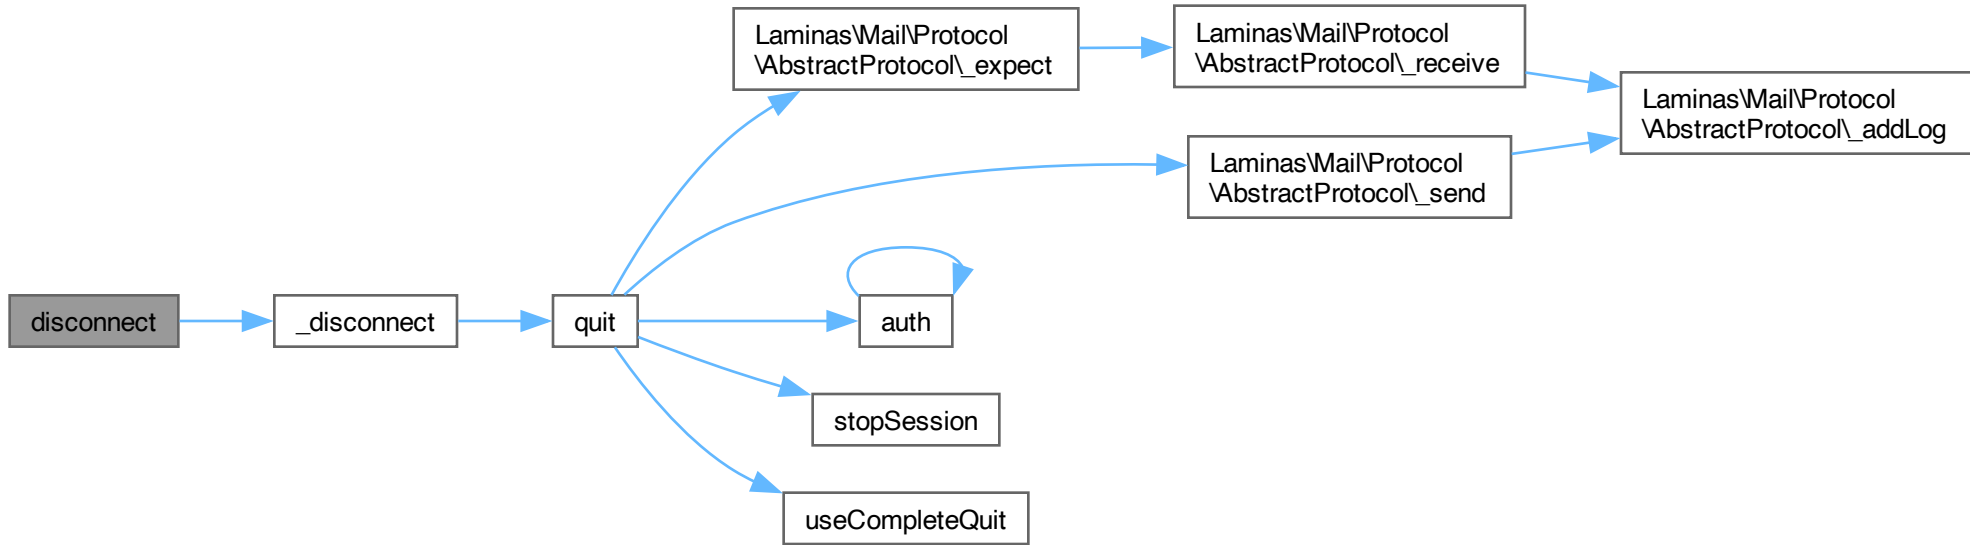 Laminas\Mail\Protocol
\AbstractProtocol\_expect
Laminas\Mail\Protocol
\AbstractProtocol\_receive
Laminas\Mail\Protocol
\AbstractProtocol\_addLog
Laminas\Mail\Protocol
\AbstractProtocol\_send
disconnect
_disconnect
quit
auth
stopSession
useCompleteQuit